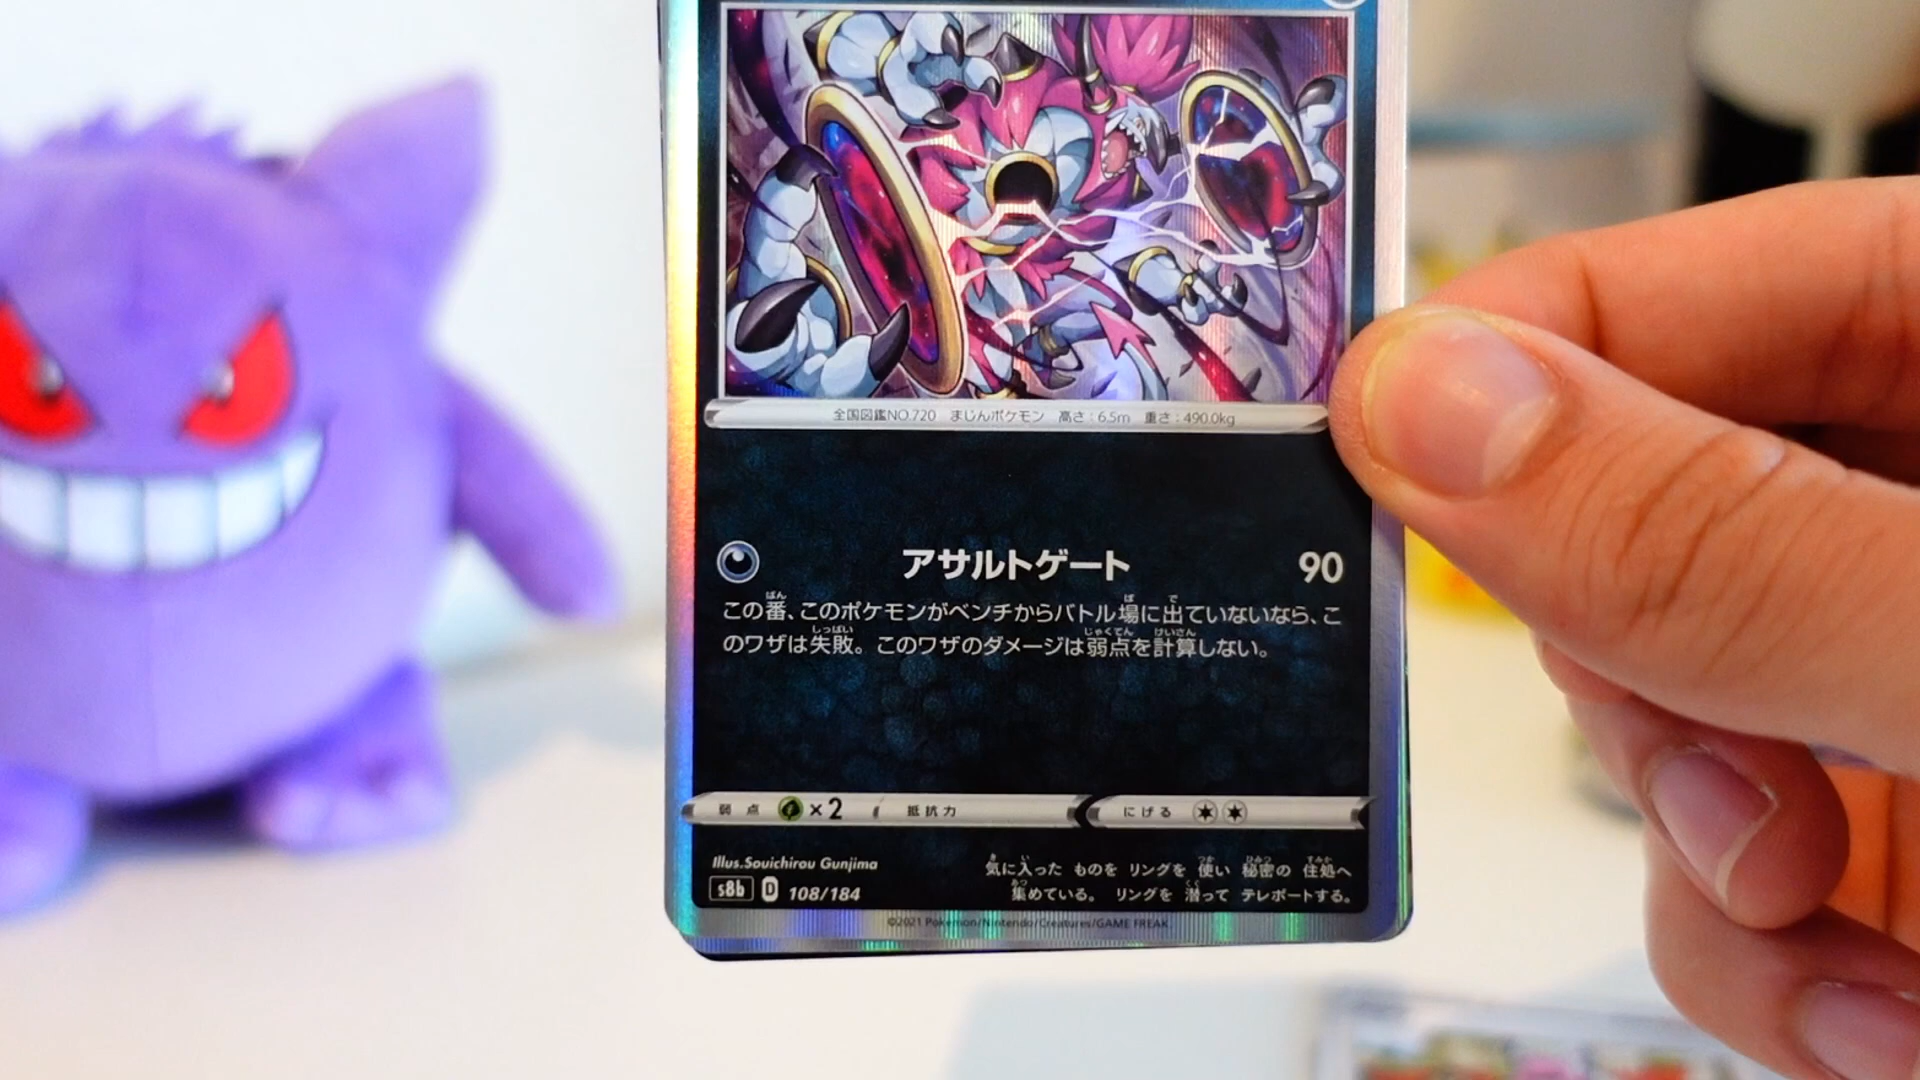 全国図鑑NO.720 まじんポケモン 高さ:6.5m 重さ:490.0kg
アサルトゲート 90
この番、このポケモンがベンチからバトル場に出ていないなら、こ
のワザは失敗。このワザのダメージは弱点を計算しない。
弱点 ×2 抵抗力 にげる
Illus.Souichirou Gunjima
s8b D 108/184
気に入った ものを リングを 使い 秘密の 住処へ
集めている。 リングを 潜って テレポートする。
©2021 Pokémon/Nintendo/Creatures/GAME FREAK.